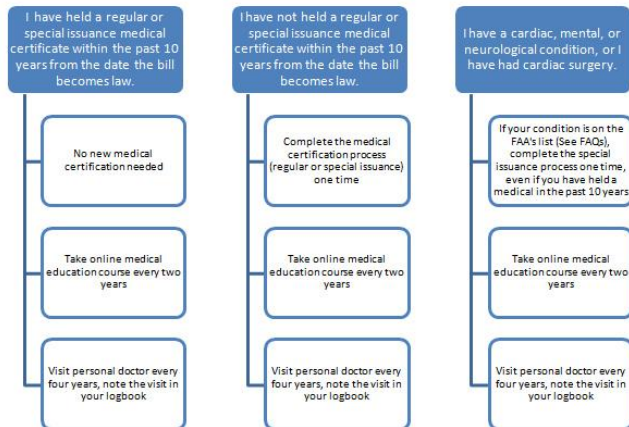 I have held a regular or
special issuance medical
certificate within the past 10
years from the date the bill
becomes law.
No new medical
certification needed
Take online medical
education course every two
years
Visit personal doctor every
four years, note the visit in
your logbook
I have not held a regular or
special issuance medical
certificate within the past 10
years from the date the bill
becomes law.
Complete the medical
certification process
(regular or special issuance)
one time
Take online medical
education course every two
years
Visit personal doctor every
four years, note the visit in
your logbook
I have a cardiac, mental, or
neurological condition, or I
have had cardiac surgery.
If your condition is on the
FAA's list (See FAQs),
complete the special
issuance process one time,
even if you have held a
medical in the past 10 years
Take online medical
education course every two
years
Visit personal doctor every
four years, note the visit in
your logbook